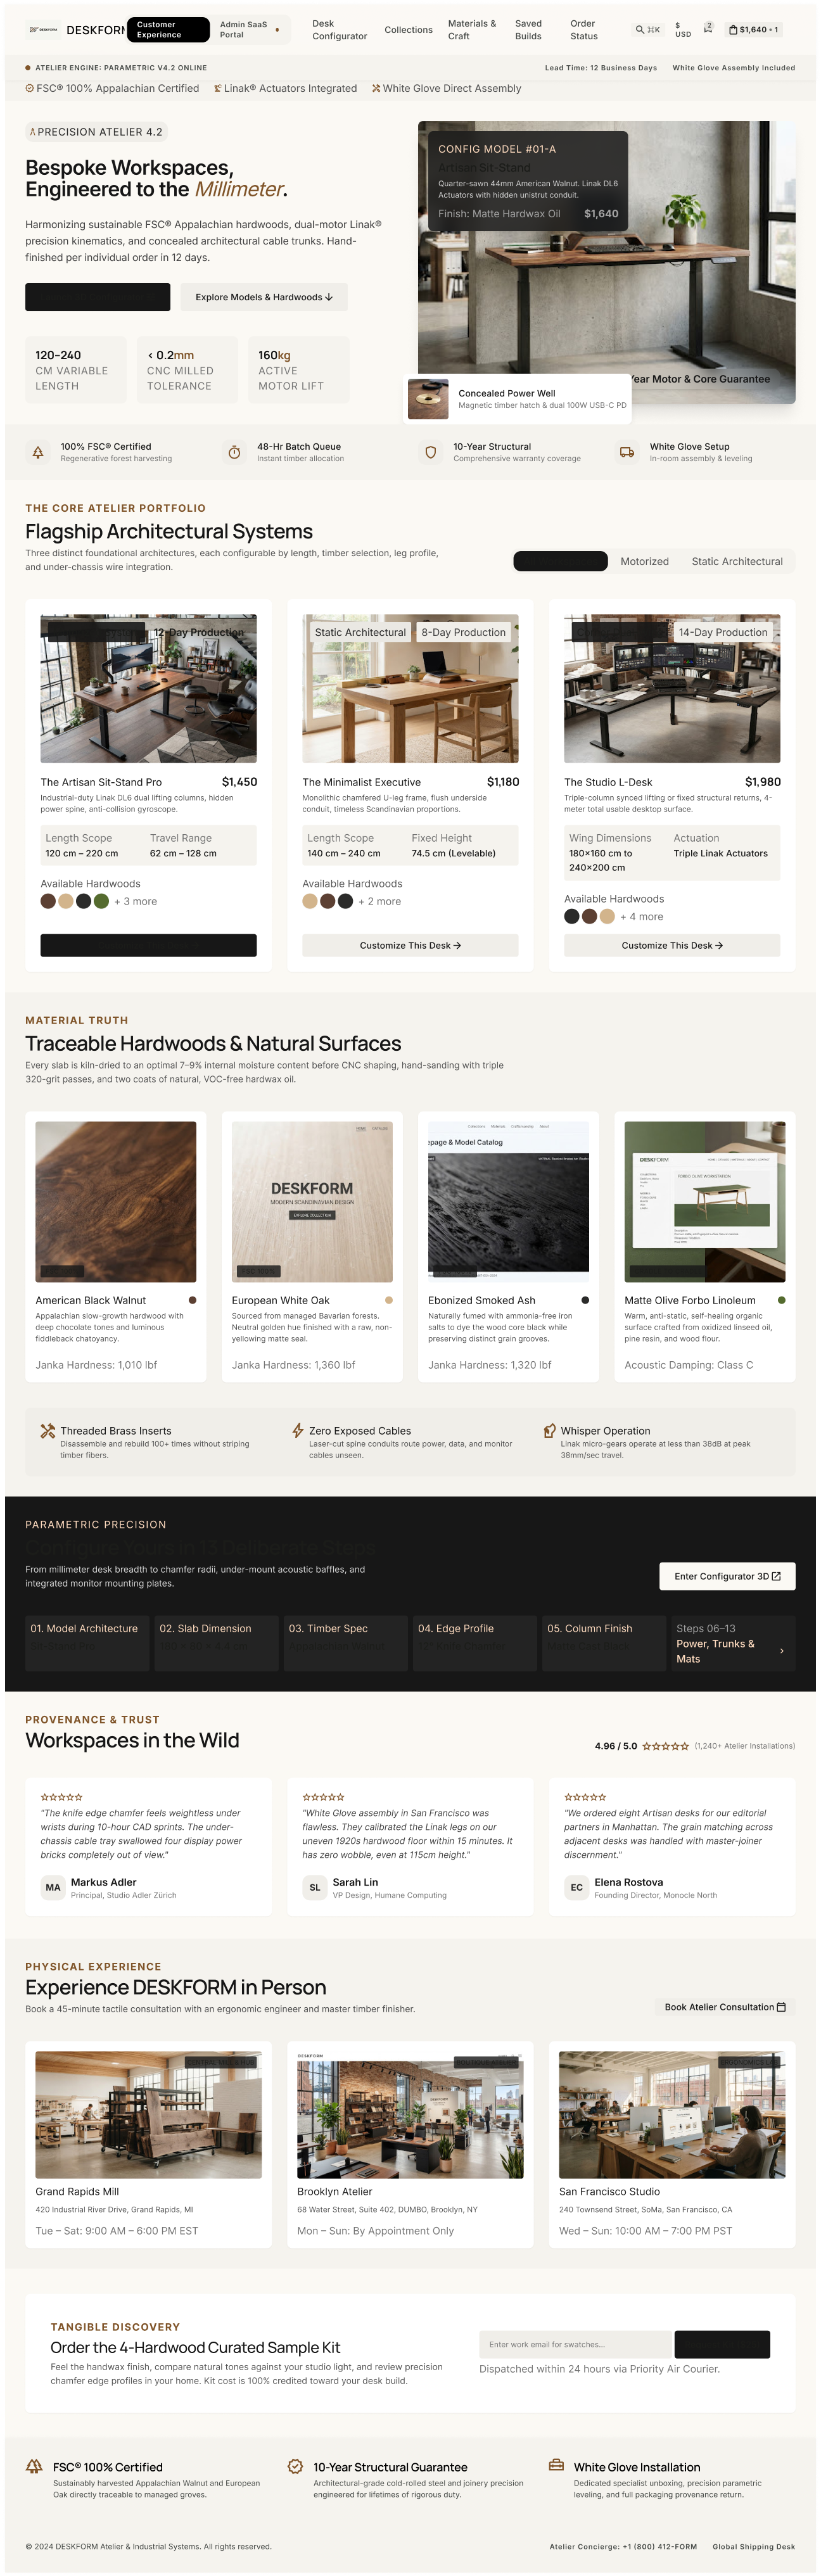 DESKFORM
Customer Experience
Admin SaaS Portal
Desk Configurator
Collections
Materials & Craft
Saved Builds
Order Status
⌘K
$ USD
2
$1,640 • 1
ATELIER ENGINE: PARAMETRIC V4.2 ONLINE
Lead Time: 12 Business Days
White Glove Assembly Included
FSC® 100% Appalachian Certified
Linak® Actuators Integrated
White Glove Direct Assembly
PRECISION ATELIER 4.2
Bespoke Workspaces,
Engineered to the Millimeter.
Harmonizing sustainable FSC® Appalachian hardwoods, dual-motor Linak®
precision kinematics, and concealed architectural cable trunks. Hand-
finished per individual order in 12 days.
Explore Models & Hardwoods
120–240
CM VARIABLE
LENGTH
< 0.2mm
CNC MILLED
TOLERANCE
160kg
ACTIVE
MOTOR LIFT
CONFIG MODEL #01-A
Artisan Sit-Stand
Quarter-sawn 44mm American Walnut. Linak DL6
Actuators with hidden unistrut conduit.
Finish: Matte Hardwax Oil
$1,640
Year Motor & Core Guarantee
Concealed Power Well
Magnetic timber hatch & dual 100W USB-C PD
100% FSC® Certified
Regenerative forest harvesting
48-Hr Batch Queue
Instant timber allocation
10-Year Structural
Comprehensive warranty coverage
White Glove Setup
In-room assembly & leveling
THE CORE ATELIER PORTFOLIO
Flagship Architectural Systems
Three distinct foundational architectures, each configurable by length, timber selection, leg profile,
and under-chassis wire integration.
Motorized
Static Architectural
12-Day Production
Static Architectural
8-Day Production
14-Day Production
The Artisan Sit-Stand Pro
$1,450
Industrial-duty Linak DL6 dual lifting columns, hidden
power spine, anti-collision gyroscope.
Length Scope
120 cm – 220 cm
Travel Range
62 cm – 128 cm
Available Hardwoods
+ 3 more
The Minimalist Executive
$1,180
Monolithic chamfered U-leg frame, flush underside
conduit, timeless Scandinavian proportions.
Length Scope
140 cm – 240 cm
Fixed Height
74.5 cm (Levelable)
Available Hardwoods
+ 2 more
Customize This Desk
The Studio L-Desk
$1,980
Triple-column synced lifting or fixed structural returns, 4-
meter total usable desktop surface.
Wing Dimensions
180×160 cm to
240×200 cm
Actuation
Triple Linak Actuators
Available Hardwoods
+ 4 more
Customize This Desk
MATERIAL TRUTH
Traceable Hardwoods & Natural Surfaces
Every slab is kiln-dried to an optimal 7–9% internal moisture content before CNC shaping, hand-sanding with triple
320-grit passes, and two coats of natural, VOC-free hardwax oil.
DESKFORM
MODERN SCANDINAVIAN DESIGN
EXPLORE COLLECTION
epage & Model Catalog
DESKFORM
FORBO OLIVE WORKSTATION
American Black Walnut
Appalachian slow-growth hardwood with
deep chocolate tones and luminous
fiddleback chatoyancy.
Janka Hardness: 1,010 lbf
European White Oak
Sourced from managed Bavarian forests.
Neutral golden hue finished with a raw, non-
yellowing matte seal.
Janka Hardness: 1,360 lbf
Ebonized Smoked Ash
Naturally fumed with ammonia-free iron
salts to dye the wood core black while
preserving distinct grain grooves.
Janka Hardness: 1,320 lbf
Matte Olive Forbo Linoleum
Warm, anti-static, self-healing organic
surface crafted from oxidized linseed oil,
pine resin, and wood flour.
Acoustic Damping: Class C
Threaded Brass Inserts
Disassemble and rebuild 100+ times without striping
timber fibers.
Zero Exposed Cables
Laser-cut spine conduits route power, data, and monitor
cables unseen.
Whisper Operation
Linak micro-gears operate at less than 38dB at peak
38mm/sec travel.
PARAMETRIC PRECISION
Configure Yours in 13 Deliberate Steps
From millimeter desk breadth to chamfer radii, under-mount acoustic baffles, and
integrated monitor mounting plates.
Enter Configurator 3D
01. Model Architecture
02. Slab Dimension
03. Timber Spec
04. Edge Profile
05. Column Finish
Steps 06–13
Power, Trunks &
Mats
PROVENANCE & TRUST
Workspaces in the Wild
4.96 / 5.0
(1,240+ Atelier Installations)
"The knife edge chamfer feels weightless under
wrists during 10-hour CAD sprints. The under-
chassis cable tray swallowed four display power
bricks completely out of view."
MA
Markus Adler
Principal, Studio Adler Zürich
"White Glove assembly in San Francisco was
flawless. They calibrated the Linak legs on our
uneven 1920s hardwood floor within 15 minutes. It
has zero wobble, even at 115cm height."
SL
Sarah Lin
VP Design, Humane Computing
"We ordered eight Artisan desks for our editorial
partners in Manhattan. The grain matching across
adjacent desks was handled with master-joiner
discernment."
EC
Elena Rostova
Founding Director, Monocle North
PHYSICAL EXPERIENCE
Experience DESKFORM in Person
Book a 45-minute tactile consultation with an ergonomic engineer and master timber finisher.
Book Atelier Consultation
DESKFORM
Grand Rapids Mill
420 Industrial River Drive, Grand Rapids, MI
Tue – Sat: 9:00 AM – 6:00 PM EST
Brooklyn Atelier
68 Water Street, Suite 402, DUMBO, Brooklyn, NY
Mon – Sun: By Appointment Only
San Francisco Studio
240 Townsend Street, SoMa, San Francisco, CA
Wed – Sun: 10:00 AM – 7:00 PM PST
TANGIBLE DISCOVERY
Order the 4-Hardwood Curated Sample Kit
Feel the handwax finish, compare natural tones against your studio light, and review precision
chamfer edge profiles in your home. Kit cost is 100% credited toward your desk build.
Enter work email for swatches...
Dispatched within 24 hours via Priority Air Courier.
FSC® 100% Certified
Sustainably harvested Appalachian Walnut and European
Oak directly traceable to managed groves.
10-Year Structural Guarantee
Architectural-grade cold-rolled steel and joinery precision
engineered for lifetimes of rigorous duty.
White Glove Installation
Dedicated specialist unboxing, precision parametric
leveling, and full packaging provenance return.
© 2024 DESKFORM Atelier & Industrial Systems. All rights reserved.
Atelier Concierge: +1 (800) 412-FORM
Global Shipping Desk